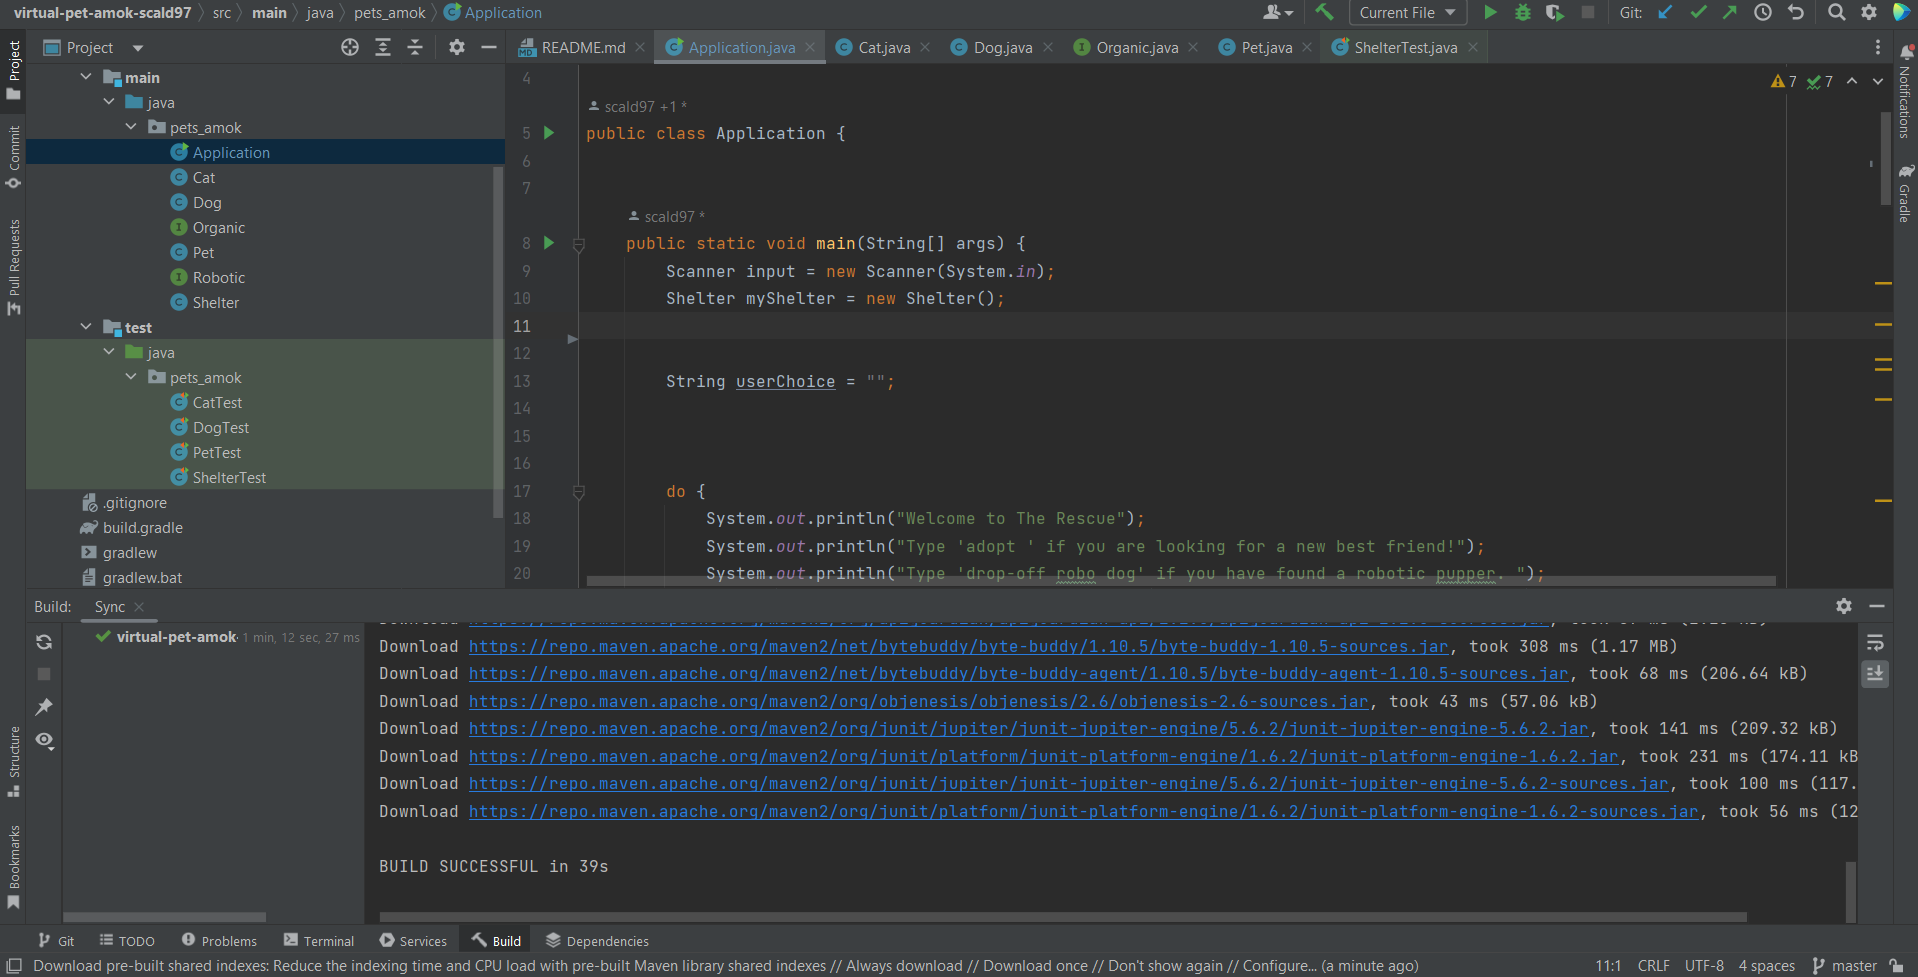 virtual-pet-amok-scald97 src main java pets_amok Application
Current File Git:
Project
README.md Application.java Cat.java Dog.java Organic.java Pet.java ShelterTest.java
Project
Commit
Pull Requests
Structure
Bookmarks
main
java
pets_amok
Application
Cat
Dog
Organic
Pet
Robotic
Shelter
test
java
pets_amok
CatTest
DogTest
PetTest
ShelterTest
.gitignore
build.gradle
gradlew
gradlew.bat
7 7
4
scald97 +1 *
5 public class Application {
6
7
scald97 *
8 public static void main(String[] args) {
9 Scanner input = new Scanner(System.in);
10 Shelter myShelter = new Shelter();
11
12
13 String userChoice = "";
14
15
16
17 do {
18 System.out.println("Welcome to The Rescue");
19 System.out.println("Type 'adopt ' if you are looking for a new best friend!");
20 System.out.println("Type 'drop-off robo dog' if you have found a robotic pupper. ");
Notifications
Gradle
Build: Sync
virtual-pet-amok 1 min, 12 sec, 27 ms
Download https://repo.maven.apache.org/maven2/net/bytebuddy/byte-buddy/1.10.5/byte-buddy-1.10.5-sources.jar, took 308 ms (1.17 MB)
Download https://repo.maven.apache.org/maven2/net/bytebuddy/byte-buddy-agent/1.10.5/byte-buddy-agent-1.10.5-sources.jar, took 68 ms (206.64 kB)
Download https://repo.maven.apache.org/maven2/org/objenesis/objenesis/2.6/objenesis-2.6-sources.jar, took 43 ms (57.06 kB)
Download https://repo.maven.apache.org/maven2/org/junit/jupiter/junit-jupiter-engine/5.6.2/junit-jupiter-engine-5.6.2.jar, took 141 ms (209.32 kB)
Download https://repo.maven.apache.org/maven2/org/junit/platform/junit-platform-engine/1.6.2/junit-platform-engine-1.6.2.jar, took 231 ms (174.11 kB
Download https://repo.maven.apache.org/maven2/org/junit/jupiter/junit-jupiter-engine/5.6.2/junit-jupiter-engine-5.6.2-sources.jar, took 100 ms (117.
Download https://repo.maven.apache.org/maven2/org/junit/platform/junit-platform-engine/1.6.2/junit-platform-engine-1.6.2-sources.jar, took 56 ms (12
BUILD SUCCESSFUL in 39s
Git TODO Problems Terminal Services Build Dependencies
Download pre-built shared indexes: Reduce the indexing time and CPU load with pre-built Maven library shared indexes // Always download // Download once // Don't show again // Configure... (a minute ago) 11:1 CRLF UTF-8 4 spaces master